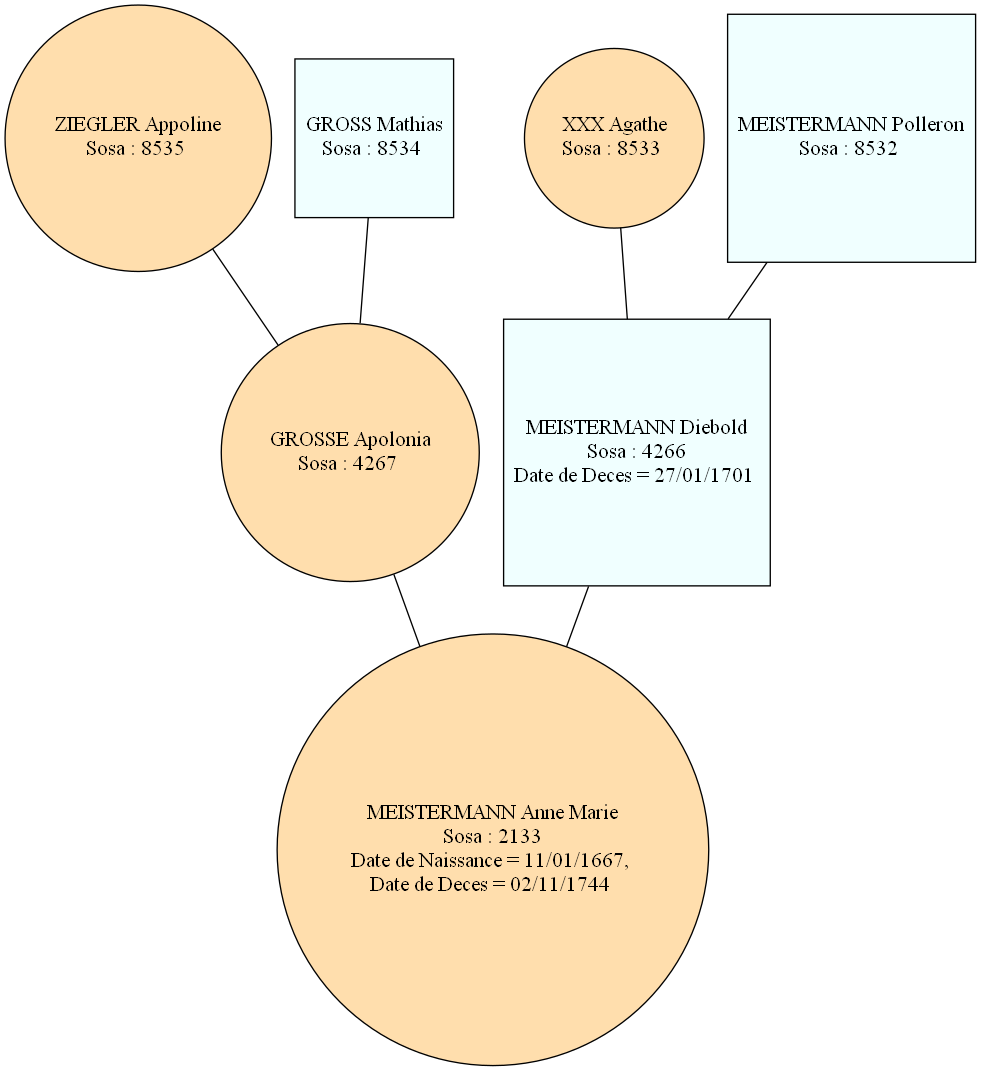 ZIEGLER Appoline
Sosa : 8535
GROSS Mathias
Sosa : 8534
XXX Agathe
Sosa : 8533
MEISTERMANN Polleron
Sosa : 8532
GROSSE Apolonia
Sosa : 4267
MEISTERMANN Diebold
Sosa : 4266
Date de Deces = 27/01/1701
MEISTERMANN Anne Marie
Sosa : 2133
Date de Naissance = 11/01/1667,
Date de Deces = 02/11/1744